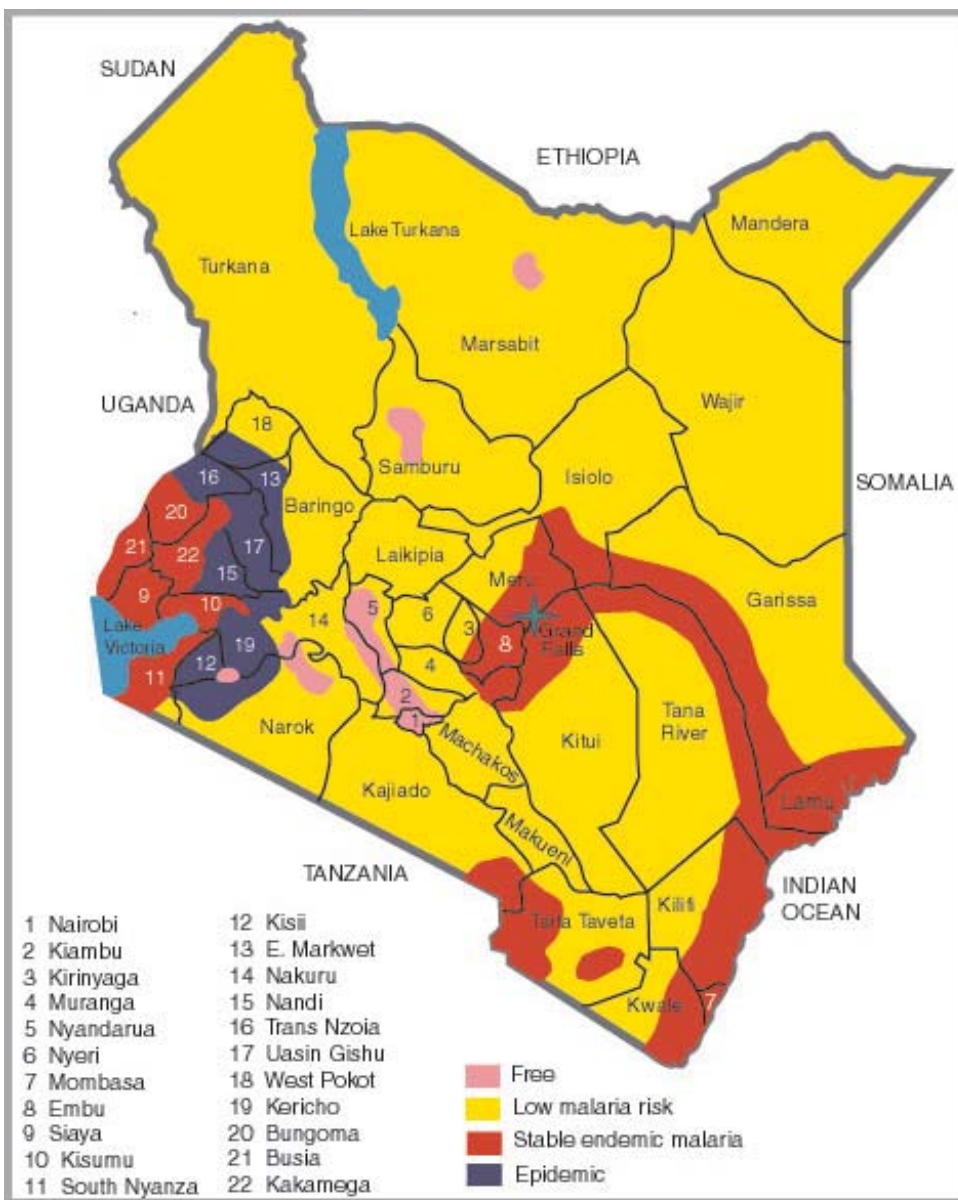 SUDAN
ETHIOPIA
Mandera
Lake Turkana
Turkana
Marsabit
Wajir
UGANDA
18
Samburu
Isiolo
SOMALIA
16
13
Baringo
20
21
22
17
Laikipia
Meru
15
9
10
5
6
3
Garissa
14
8
Grand
Falls
Lake
Victoria
19
12
4
11
2
1
Narok
Machakos
Kitui
Tana
River
Kajiado
Lamu
Makueni
TANZANIA
INDIAN
OCEAN
Kilifi
Taita Taveta
Kwale
7
1 Nairobi
2 Kiambu
3 Kirinyaga
4 Muranga
5 Nyandarua
6 Nyeri
7 Mombasa
8 Embu
9 Siaya
10 Kisumu
11 South Nyanza
12 Kisii
13 E. Markwet
14 Nakuru
15 Nandi
16 Trans Nzoia
17 Uasin Gishu
18 West Pokot
19 Kericho
20 Bungoma
21 Busia
22 Kakamega
Free
Low malaria risk
Stable endemic malaria
Epidemic